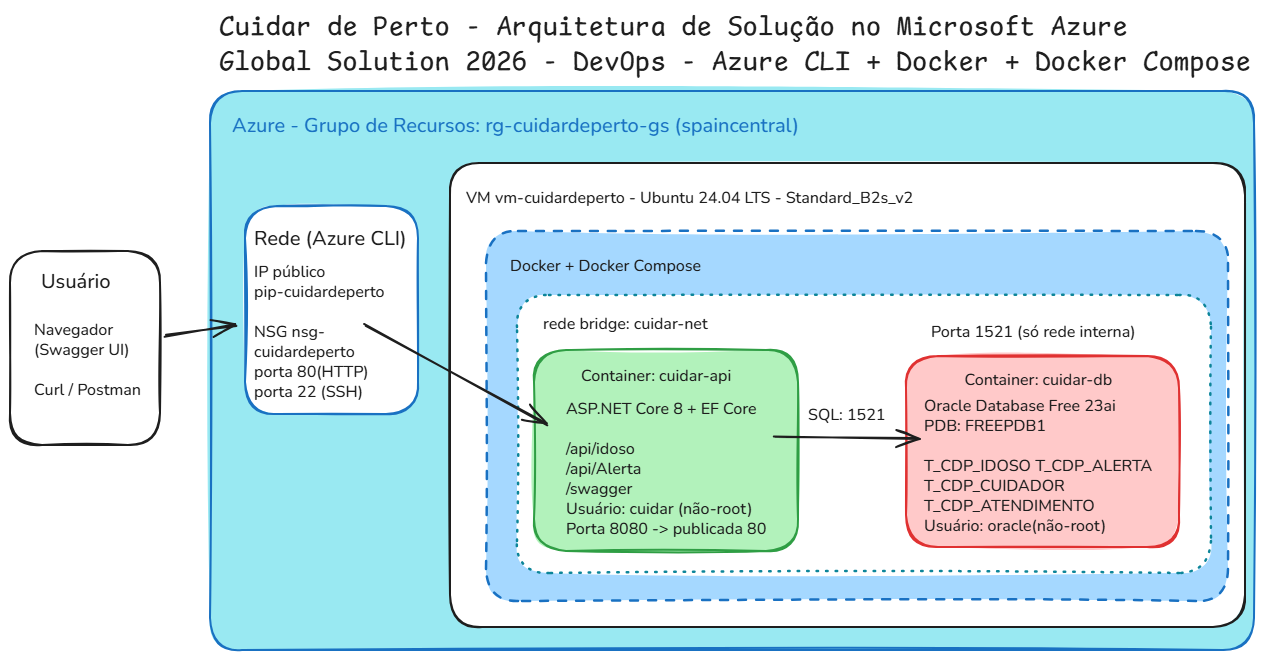 Cuidar de Perto - Arquitetura de Solução no Microsoft Azure
Global Solution 2026 - DevOps - Azure CLI + Docker + Docker Compose
Azure - Grupo de Recursos: rg-cuidardeperto-gs (spaincentral)
Usuário
Navegador
(Swagger UI)
Curl / Postman
Rede (Azure CLI)
IP público
pip-cuidardeperto
NSG nsg-
cuidardeperto
porta 80(HTTP)
porta 22 (SSH)
VM vm-cuidardeperto - Ubuntu 24.04 LTS - Standard_B2s_v2
Docker + Docker Compose
rede bridge: cuidar-net
Container: cuidar-api
ASP.NET Core 8 + EF Core
/api/idoso
/api/Alerta
/swagger
Usuário: cuidar (não-root)
Porta 8080 -> publicada 80
SQL: 1521
Porta 1521 (só rede interna)
Container: cuidar-db
Oracle Database Free 23ai
PDB: FREEPDB1
T_CDP_IDOSO T_CDP_ALERTA
T_CDP_CUIDADOR
T_CDP_ATENDIMENTO
Usuário: oracle(não-root)